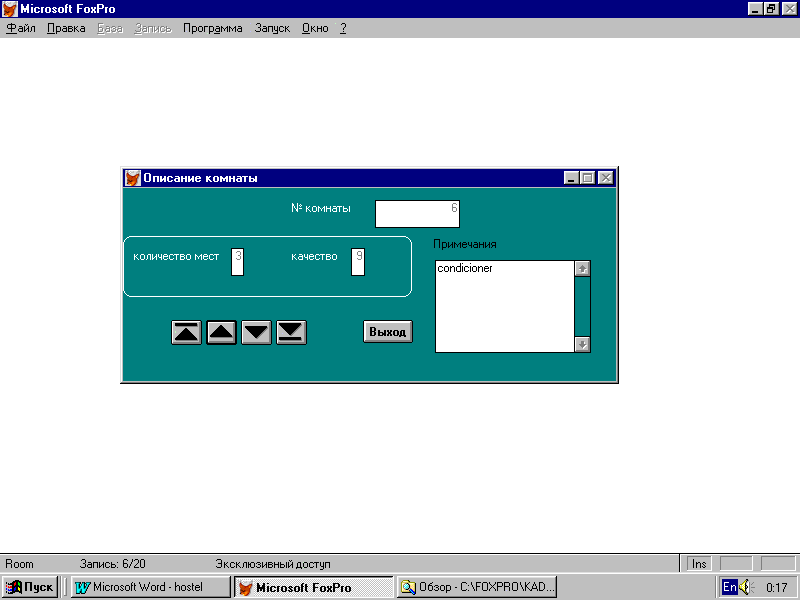 Microsoft FoxPro
Файл Правка База Запись Программа Запуск Окно ?
Описание комнаты
№ комнаты 6
количество мест 3 качество 9
Примечания
condicioner
Выход
Room Запись: 6/20 Эксклюзивный доступ Ins
Пуск Microsoft Word - hostel Microsoft FoxPro Обзор - C:\FOXPRO\KAD... En 0:17